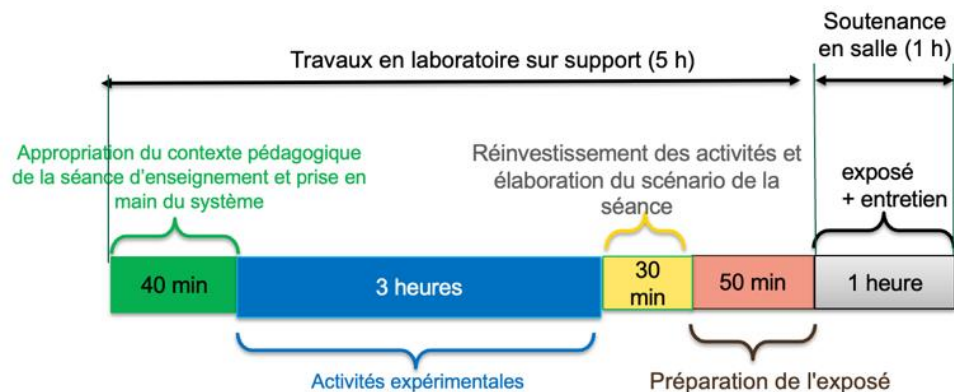 Soutenance
en salle (1 h)
Travaux en laboratoire sur support (5 h)
Appropriation du contexte pédagogique
de la séance d'enseignement et prise en
main du système
Réinvestissement des activités et
élaboration du scénario de la
séance
exposé
+ entretien
40 min
3 heures
30
min
50 min
1 heure
Activités expérimentales
Préparation de l'exposé